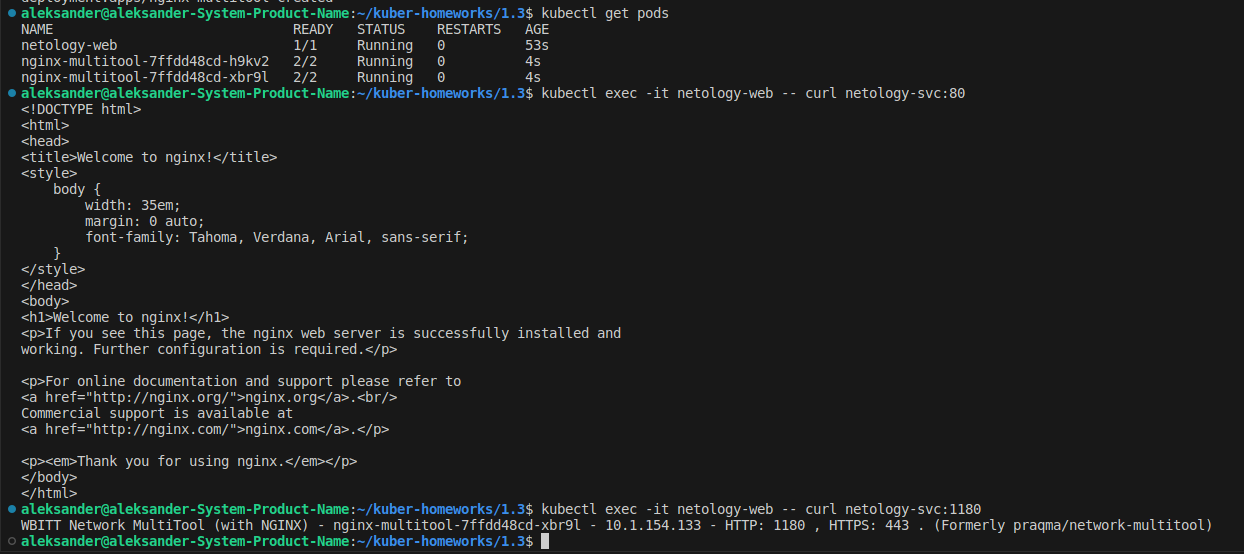 deployment.apps/nginx-multitool created
aleksander@aleksander-System-Product-Name:~/kuber-homeworks/1.3$ kubectl get pods
NAME                               READY   STATUS    RESTARTS   AGE
netology-web                       1/1     Running   0          53s
nginx-multitool-7ffdd48cd-h9kv2    2/2     Running   0          4s
nginx-multitool-7ffdd48cd-xbr9l    2/2     Running   0          4s
aleksander@aleksander-System-Product-Name:~/kuber-homeworks/1.3$ kubectl exec -it netology-web -- curl netology-svc:80
<!DOCTYPE html>
<html>
<head>
<title>Welcome to nginx!</title>
<style>
    body {
        width: 35em;
        margin: 0 auto;
        font-family: Tahoma, Verdana, Arial, sans-serif;
    }
</style>
</head>
<body>
<h1>Welcome to nginx!</h1>
<p>If you see this page, the nginx web server is successfully installed and
working. Further configuration is required.</p>

<p>For online documentation and support please refer to
<a href="http://nginx.org/">nginx.org</a>.<br/>
Commercial support is available at
<a href="http://nginx.com/">nginx.com</a>.</p>

<p><em>Thank you for using nginx.</em></p>
</body>
</html>
aleksander@aleksander-System-Product-Name:~/kuber-homeworks/1.3$ kubectl exec -it netology-web -- curl netology-svc:1180
WBITT Network MultiTool (with NGINX) - nginx-multitool-7ffdd48cd-xbr9l - 10.1.154.133 - HTTP: 1180 , HTTPS: 443 . (Formerly praqma/network-multitool)
aleksander@aleksander-System-Product-Name:~/kuber-homeworks/1.3$